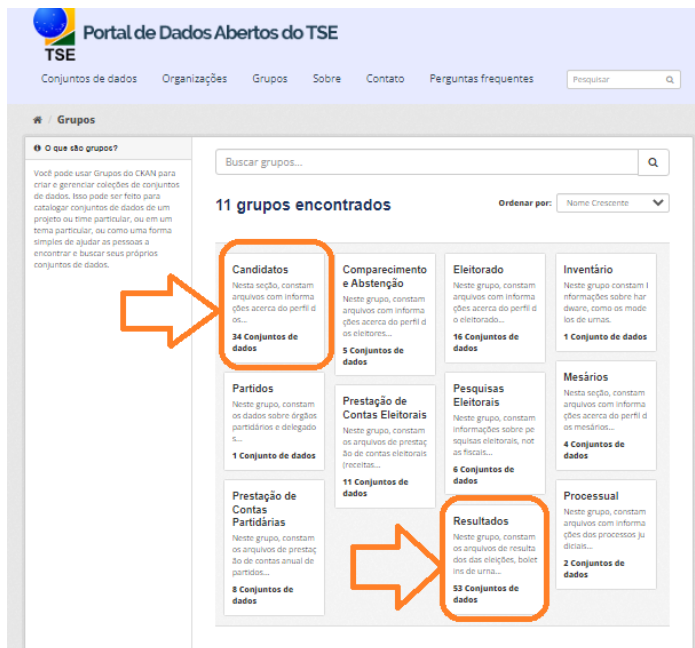 Portal de Dados Abertos do TSE
TSE
Conjuntos de dados Organizações Grupos Sobre Contato Perguntas frequentes Pesquisar
/ Grupos
O que são grupos?
Você pode usar Grupos do CKAN para
criar e gerenciar coleções de conjuntos
de dados. Isso pode ser feito para
catalogar conjuntos de dados de um
projeto ou time particular, ou em um
tema particular, ou como uma forma
simples de ajudar as pessoas a
encontrar e buscar seus próprios
conjuntos de dados.
Buscar grupos...
11 grupos encontrados
Ordenar por: Nome Crescente
Candidatos
Nesta seção, constam
arquivos com informa
ções acerca do perfil d
os...
34 Conjuntos de
dados
Comparecimento
e Abstenção
Neste grupo, constam
arquivos com informa
ções acerca do perfil d
os eleitores...
5 Conjuntos de
dados
Eleitorado
Neste grupo, constam
arquivos com informa
ções acerca do perfil d
o eleitorado...
16 Conjuntos de
dados
Inventário
Neste grupo constam I
nformações sobre har
dware, como os mode
los de urnas.
1 Conjunto de dados
Partidos
Neste grupo, constam
os dados sobre órgãos
partidários e delegado
s...
1 Conjunto de dados
Prestação de
Contas Eleitorais
Neste grupo, constam
os arquivos de prestaç
ão de contas eleitorais
(receitas...
11 Conjuntos de
dados
Pesquisas
Eleitorais
Neste grupo, constam
informações sobre pe
squisas eleitorais, not
as fiscais...
6 Conjuntos de
dados
Mesários
Nesta seção, constam
arquivos com informa
ções acerca do perfil d
os mesários...
4 Conjuntos de
dados
Prestação de
Contas
Partidárias
Neste grupo, constam
os arquivos de prestaç
ão de contas anual de
partidos...
8 Conjuntos de
dados
Resultados
Neste grupo, constam
os arquivos de resulta
dos das eleições, bolet
ins de urna...
53 Conjuntos de
dados
Processual
Neste grupo, constam
arquivos com informa
ções dos processos ju
diciais...
2 Conjuntos de
dados